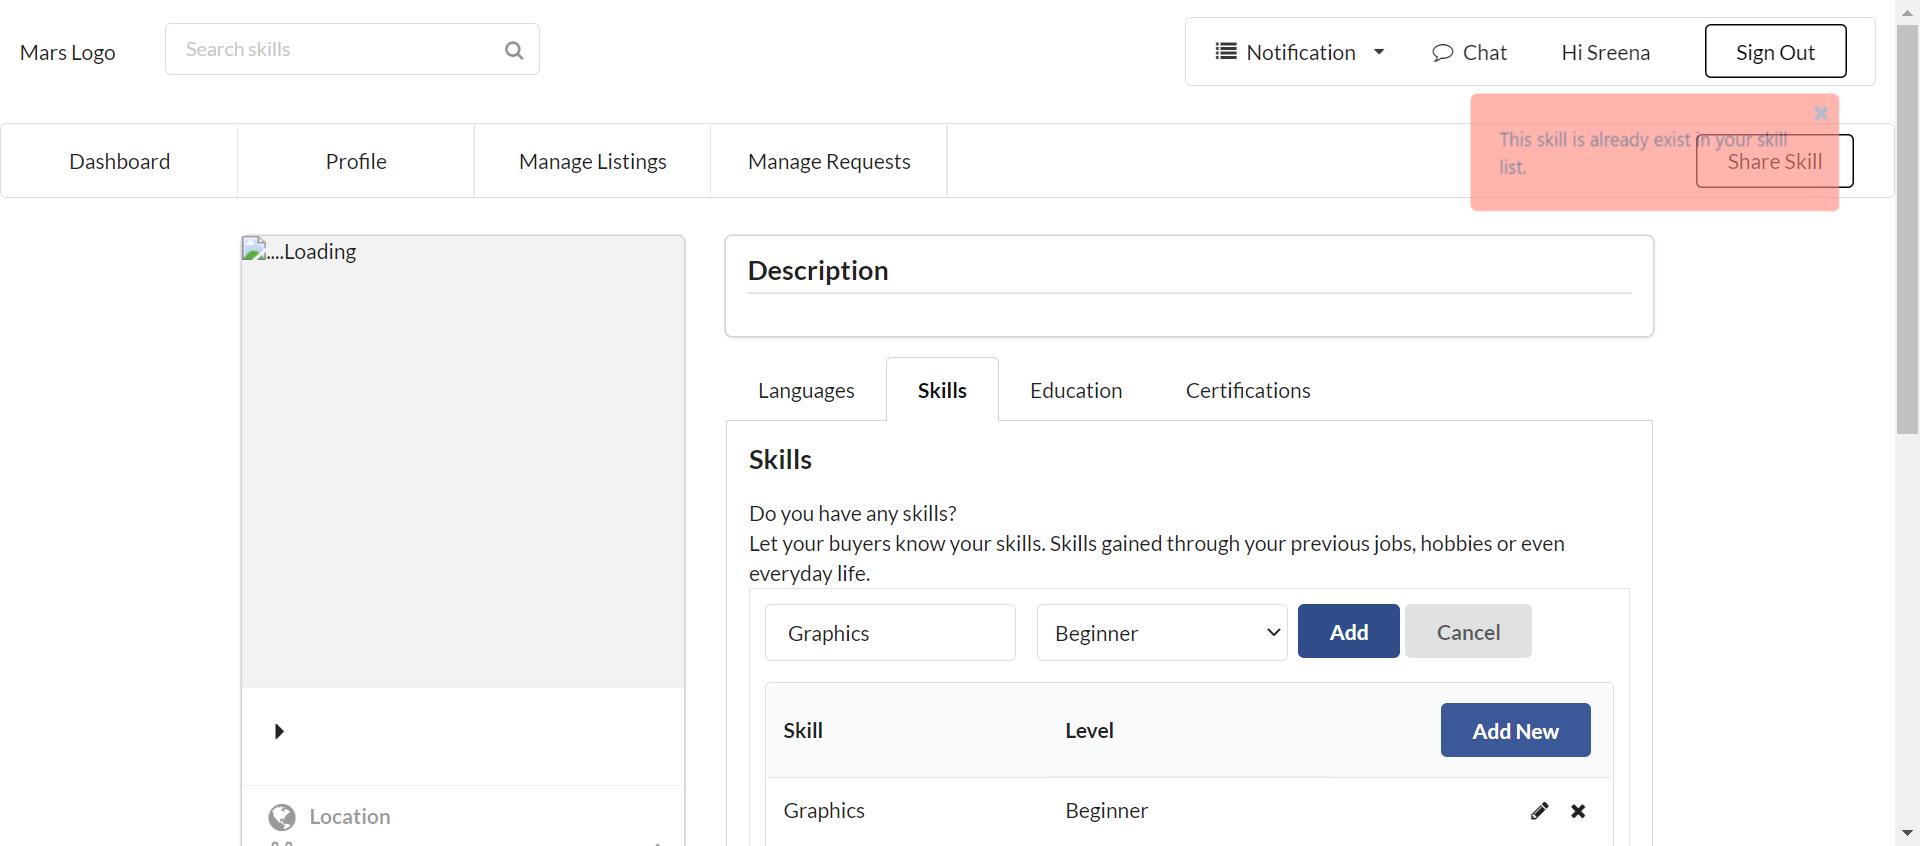 Mars Logo
Search skills
Notification
Chat
Hi Sreena
Sign Out
This skill is already exist in your skill
list.
Dashboard
Profile
Manage Listings
Manage Requests
Share Skill
....Loading
Description
Languages
Skills
Education
Certifications
Skills
Do you have any skills?
Let your buyers know your skills. Skills gained through your previous jobs, hobbies or even
everyday life.
Graphics
Beginner
Add
Cancel
Skill
Level
Add New
Graphics
Beginner
Location